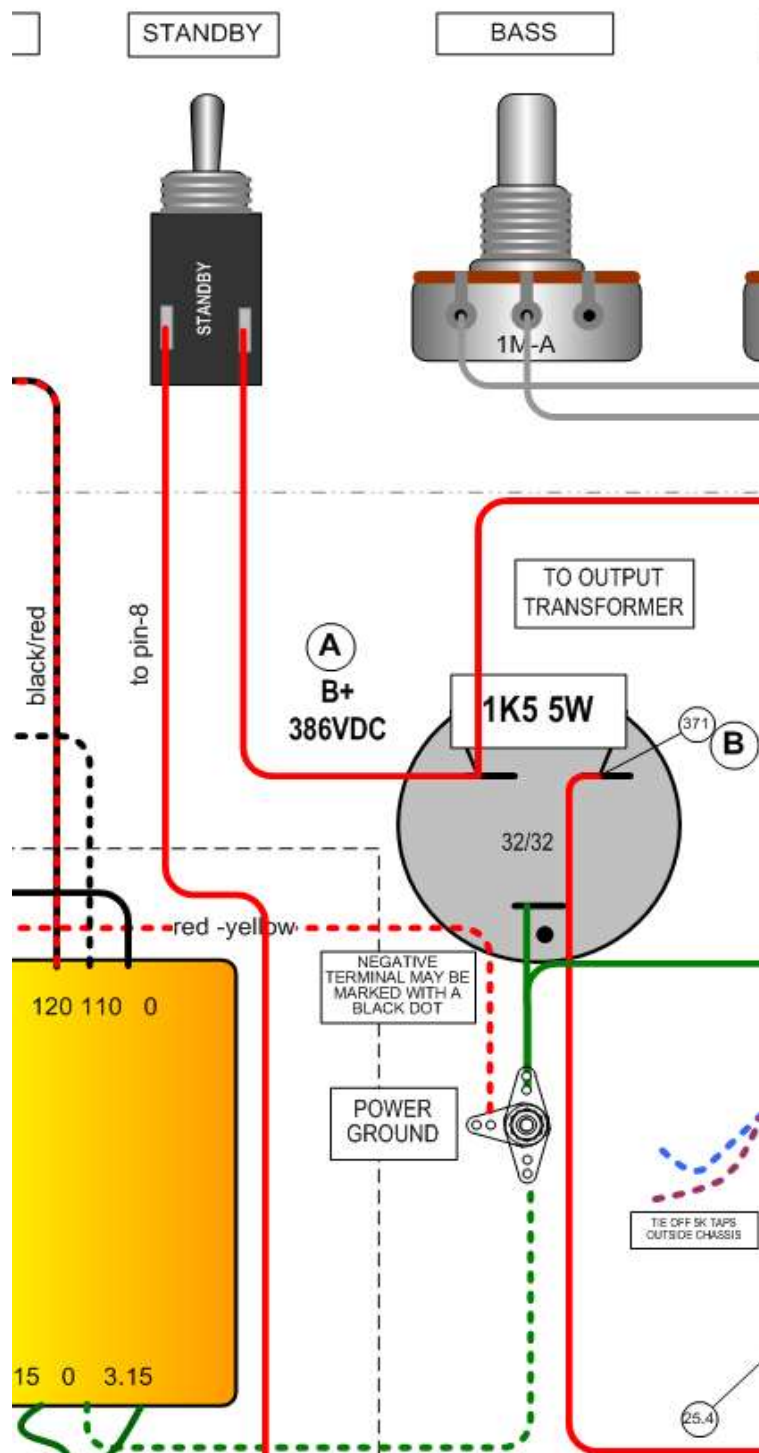 STANDBY
BASS
STANDBY
1M-A
TO OUTPUT
TRANSFORMER
black/red
to pin-8
A
B+
386VDC
1K5 5W
371
B
32/32
red -yellow
NEGATIVE
TERMINAL MAY BE
MARKED WITH A
BLACK DOT
120 110 0
POWER
GROUND
TIE OFF 5K TAPS
OUTSIDE CHASSIS
15 0 3.15
25.4